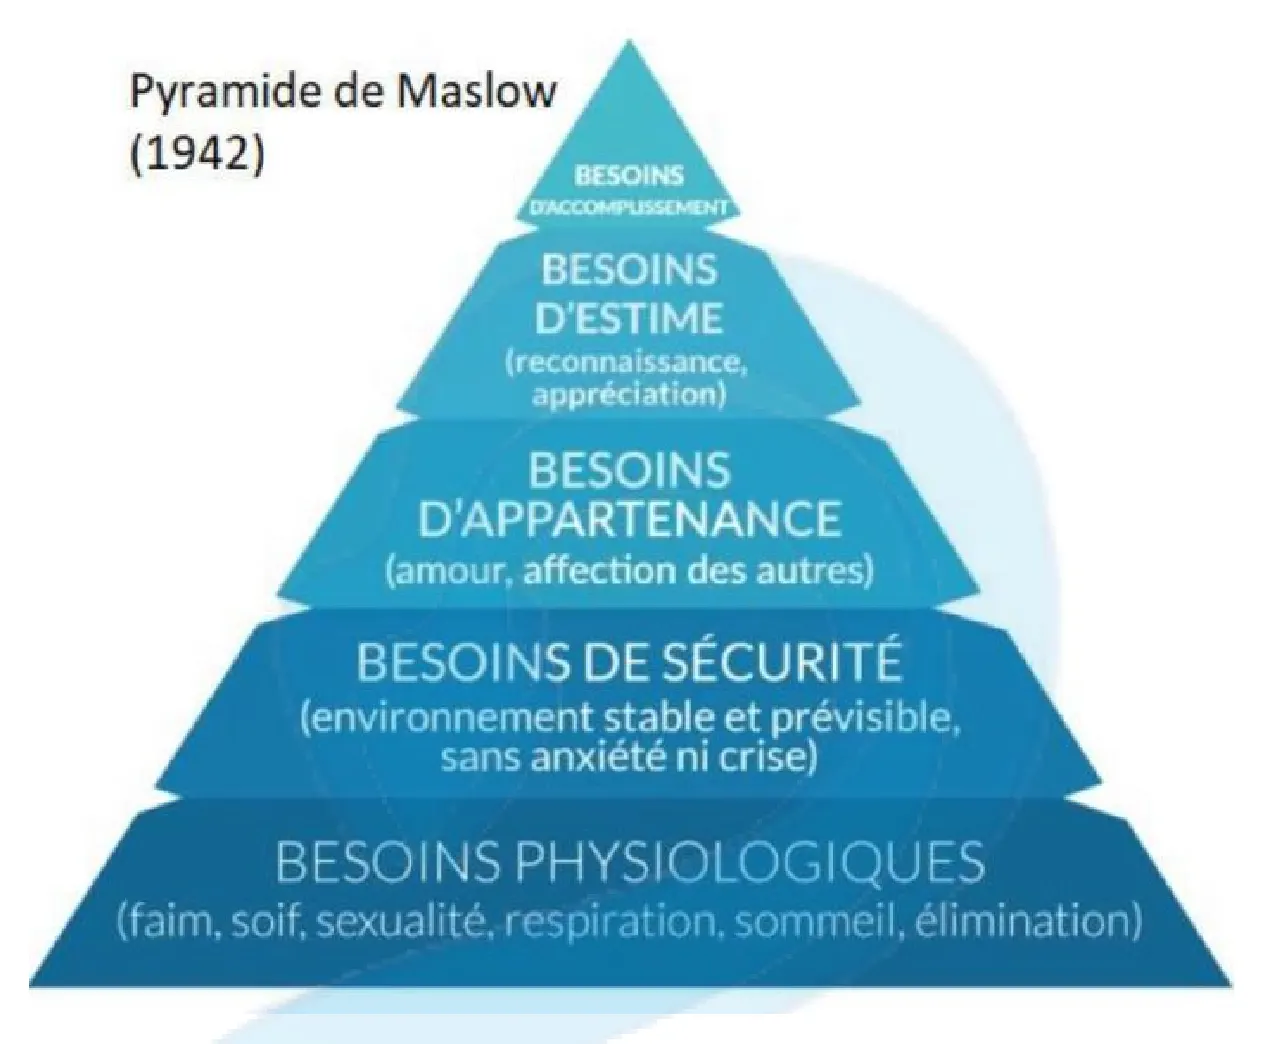 Pyramide de Maslow
(1942)
BESOINS
D'ACCOMPLISSEMENT
BESOINS
D'ESTIME
(reconnaissance,
appréciation)
BESOINS
D'APPARTENANCE
(amour, affection des autres)
BESOINS DE SÉCURITÉ
(environnement stable et prévisible,
sans anxiété ni crise)
BESOINS PHYSIOLOGIQUES
(faim, soif, sexualité, respiration, sommeil, élimination)